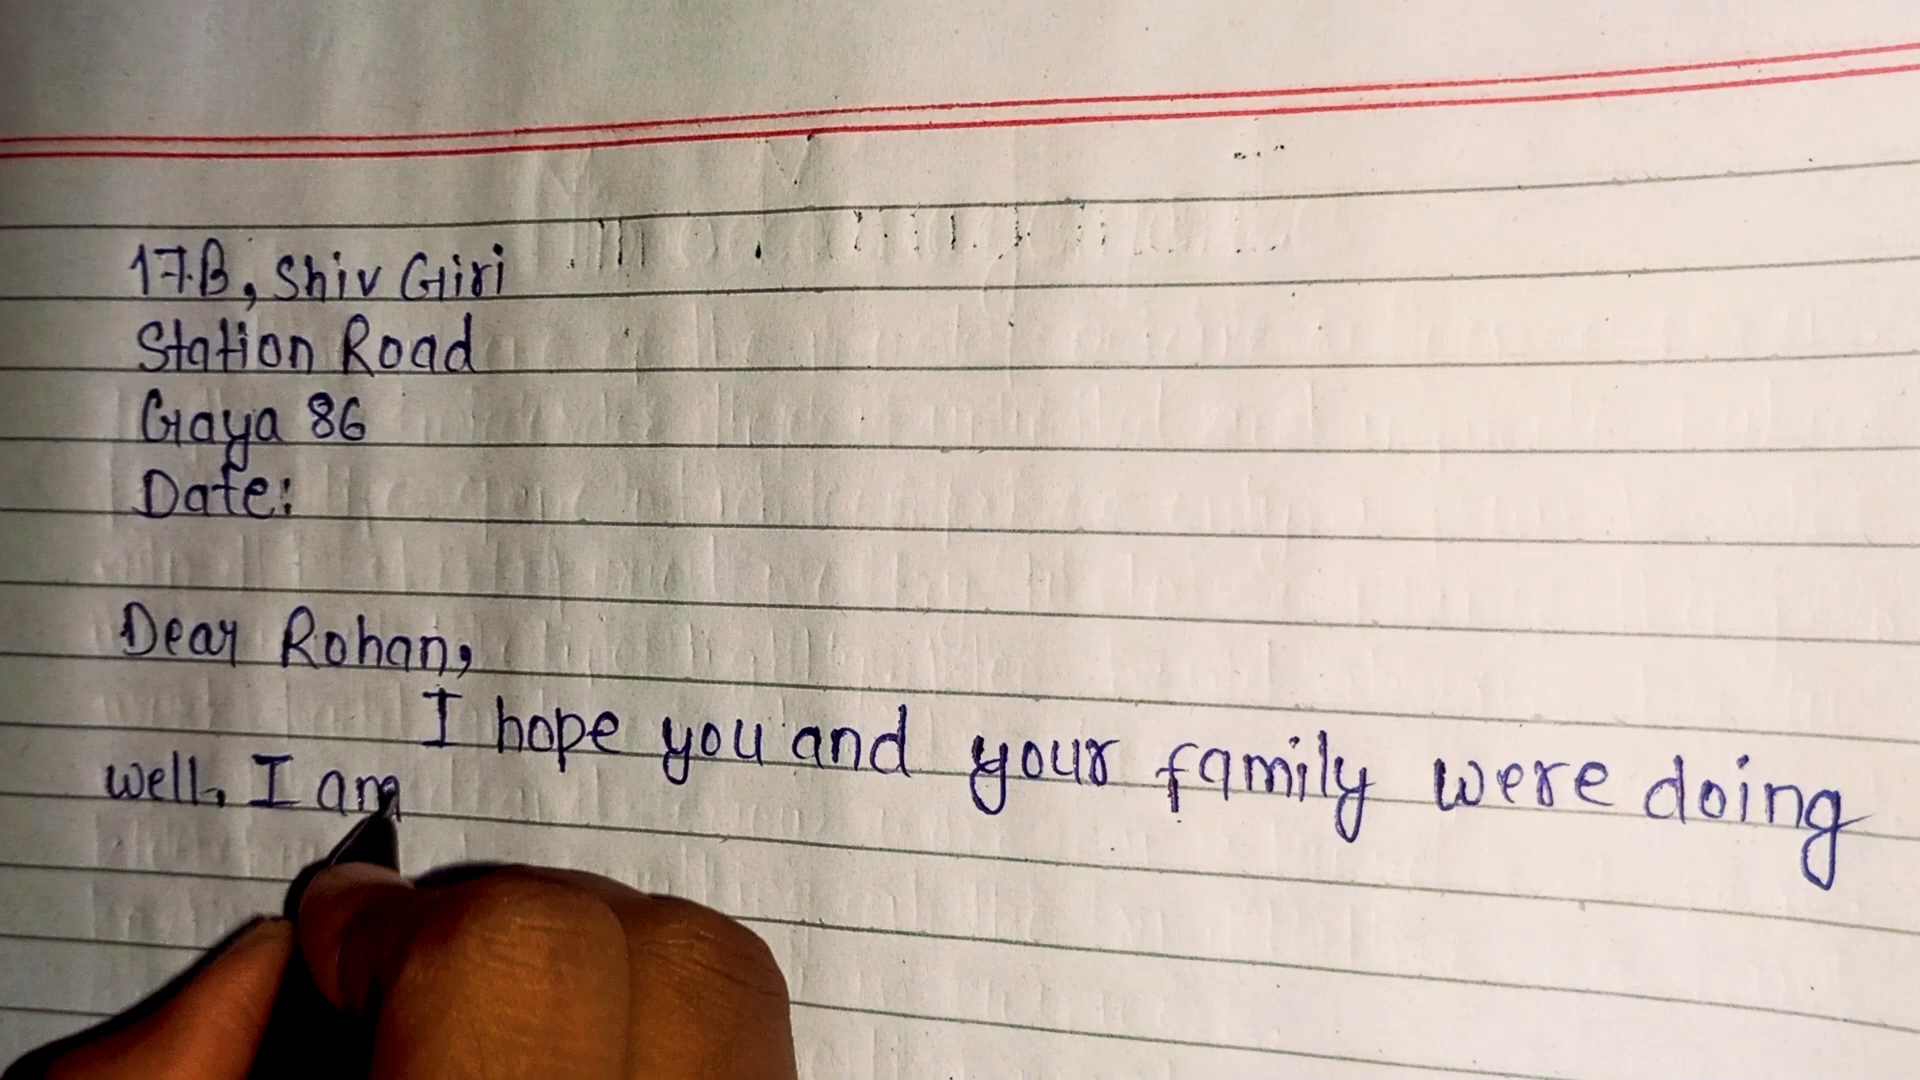 17.B, Shiv Giri
Station Road
Gaya 86
Date:
Dear Rohan,
I hope you and your family were doing
well, I am